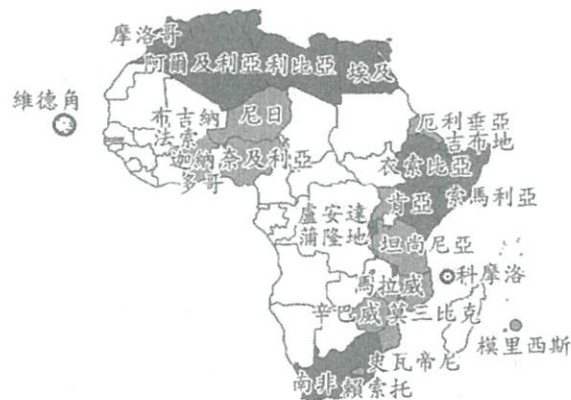 摩洛哥
阿爾及利亞 利比亞 埃及
維德角
布吉納
法索
尼日
迦納 奈及利亞
多哥
厄利垂亞
吉布地
衣索比亞
肯亞
索馬利亞
盧安達
蒲隆地
坦尚尼亞
科摩洛
馬拉威
辛巴威 莫三比克
模里西斯
史瓦帝尼
南非 賴索托